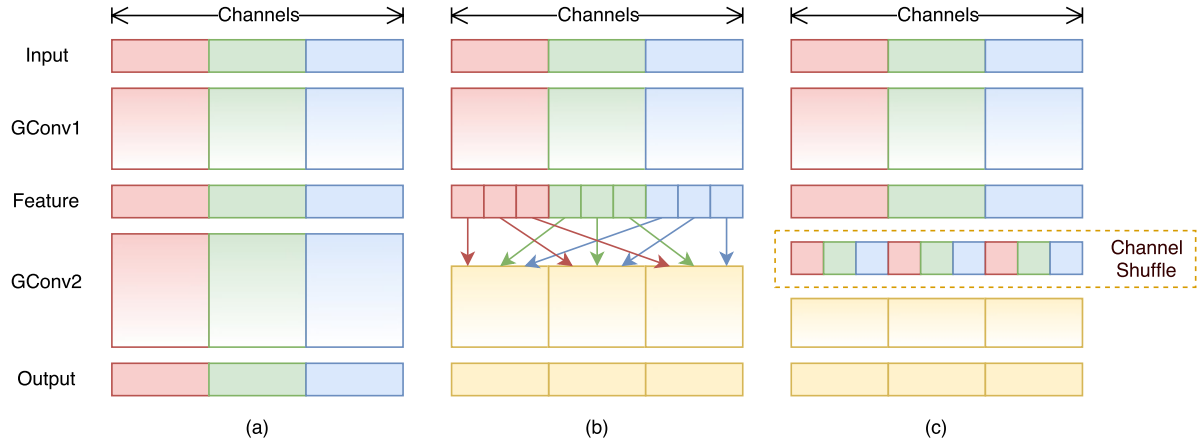 Channels
Channels
Channels
Input
GConv1
Feature
GConv2
Output
Channel
Shuffle
(a)
(b)
(c)